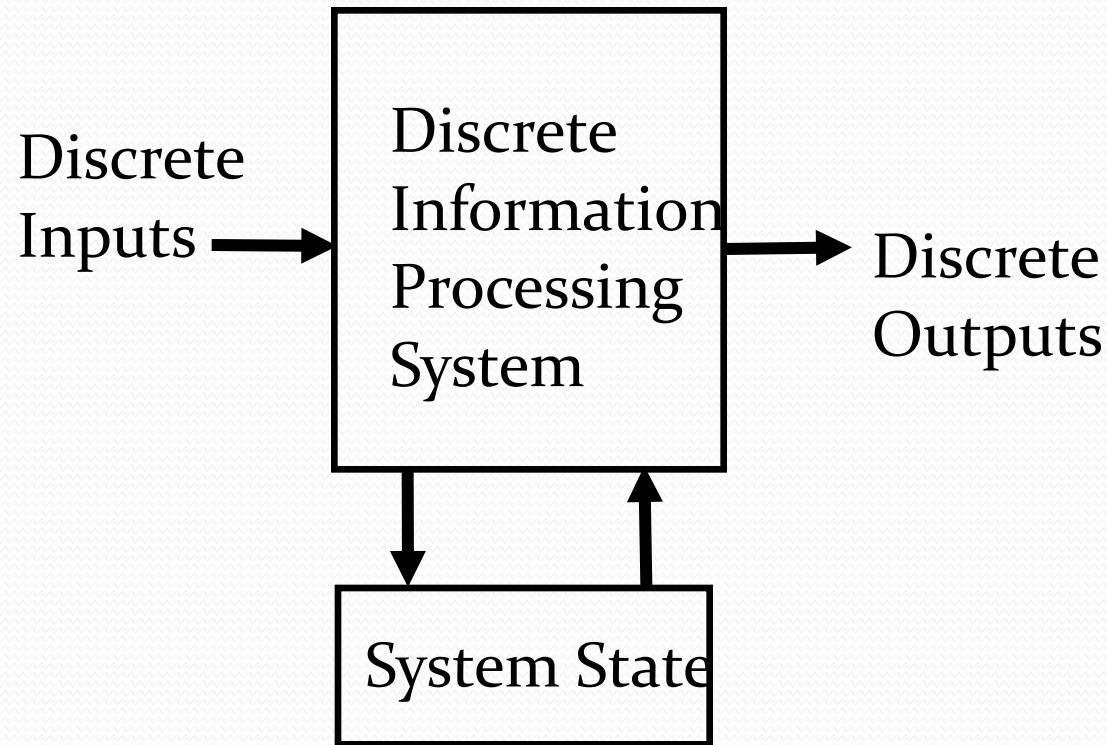 Discrete
Inputs
Discrete
Information
Processing
System
Discrete
Outputs
System State